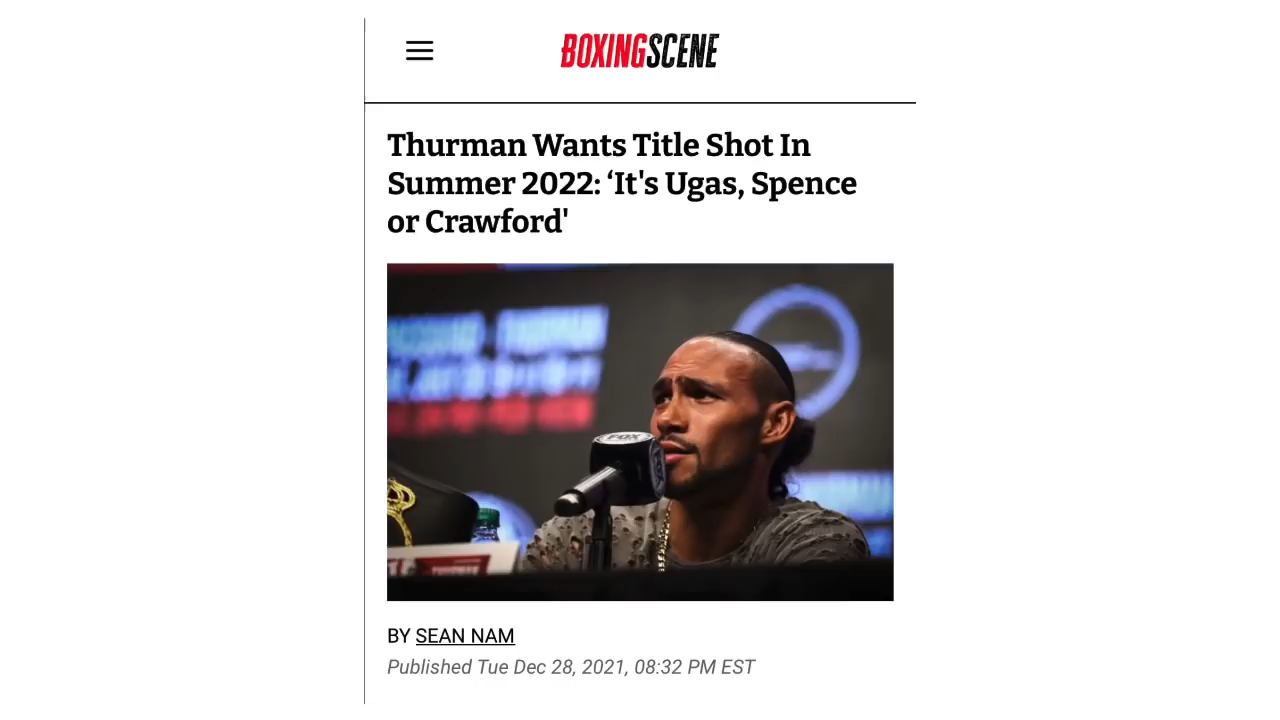 BOXINGSCENE
Thurman Wants Title Shot In
Summer 2022: ‘It's Ugas, Spence
or Crawford'
FOX
BY SEAN NAM
Published Tue Dec 28, 2021, 08:32 PM EST